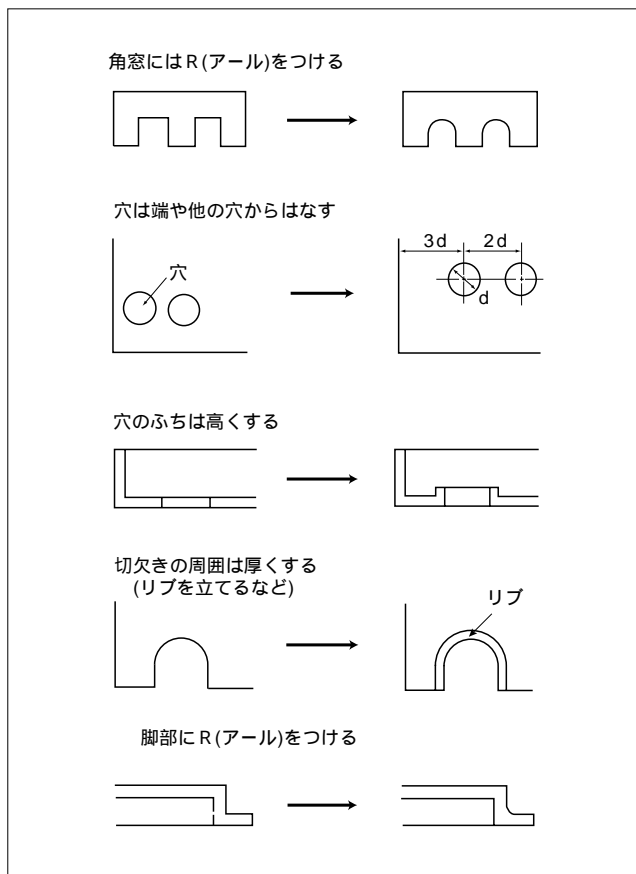 角窓にはR(アール)をつける
穴は端や他の穴からはなす
穴
3d
2d
d
穴のふちは高くする
切欠きの周囲は厚くする
(リブを立てるなど)
リブ
脚部にR(アール)をつける